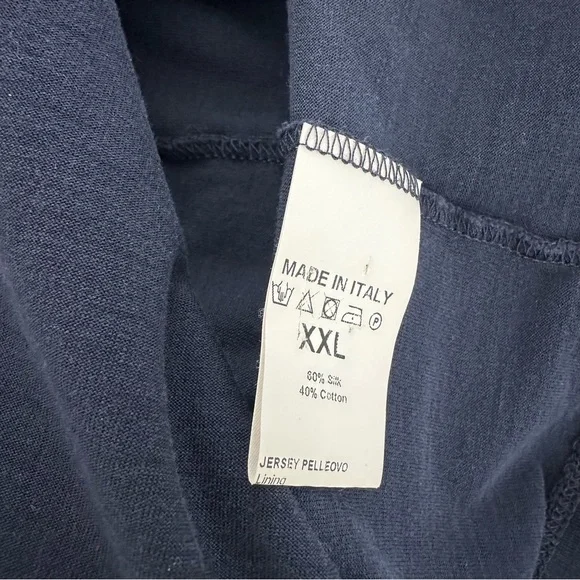 MADE IN ITALY
P
XXL
60% Silk
40% Cotton
JERSEY PELLEOVO
Lining